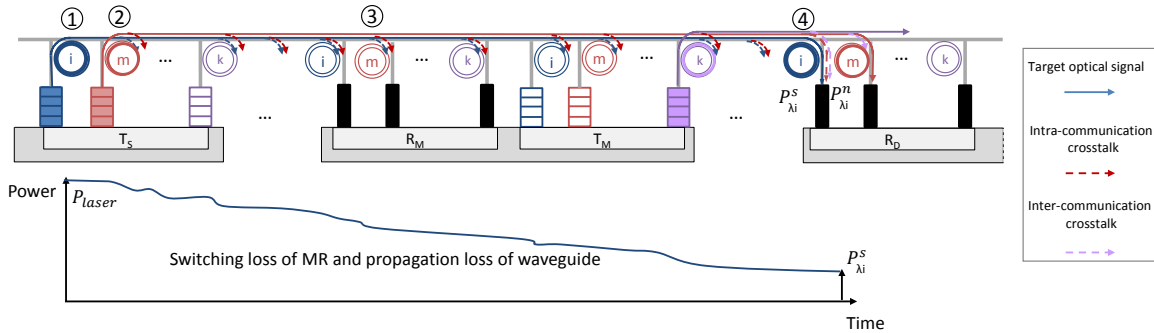 ① ② ③ ④
i m ... k ... i m ... k i m ... k ... i m ... k
P^s_λi P^n_λi
T_S R_M T_M R_D
Target optical signal
Intra-communication
crosstalk
Inter-communication
crosstalk
Power
P_laser
Switching loss of MR and propagation loss of waveguide
P^s_λi
Time